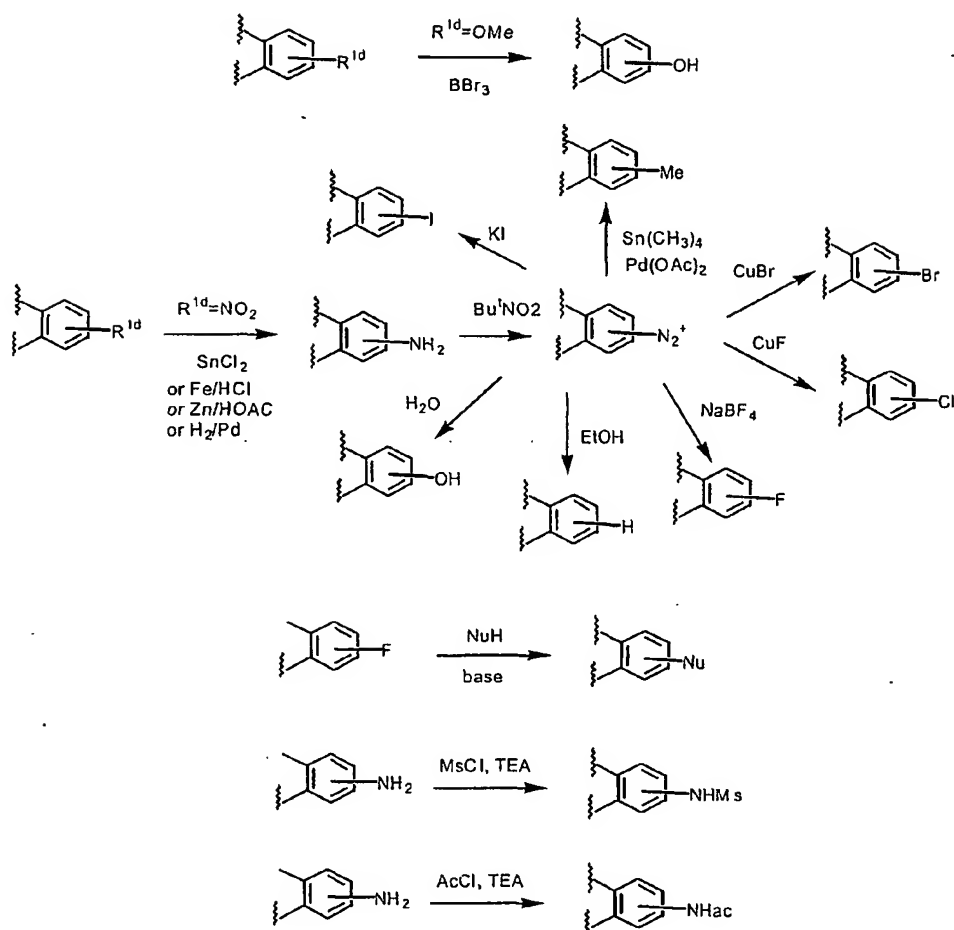 R1d=OMe
R1d
BBr3
OH
Me
I
KI
Sn(CH3)4
Pd(OAc)2
CuBr
Br
R1d=NO2
R1d
SnCl2
or Fe/HCl
or Zn/HOAC
or H2/Pd
NH2
ButNO2
N2+
CuF
Cl
H2O
EtOH
NaBF4
OH
H
F
F
NuH
base
Nu
NH2
MsCl, TEA
NHMs
NH2
AcCl, TEA
NHac